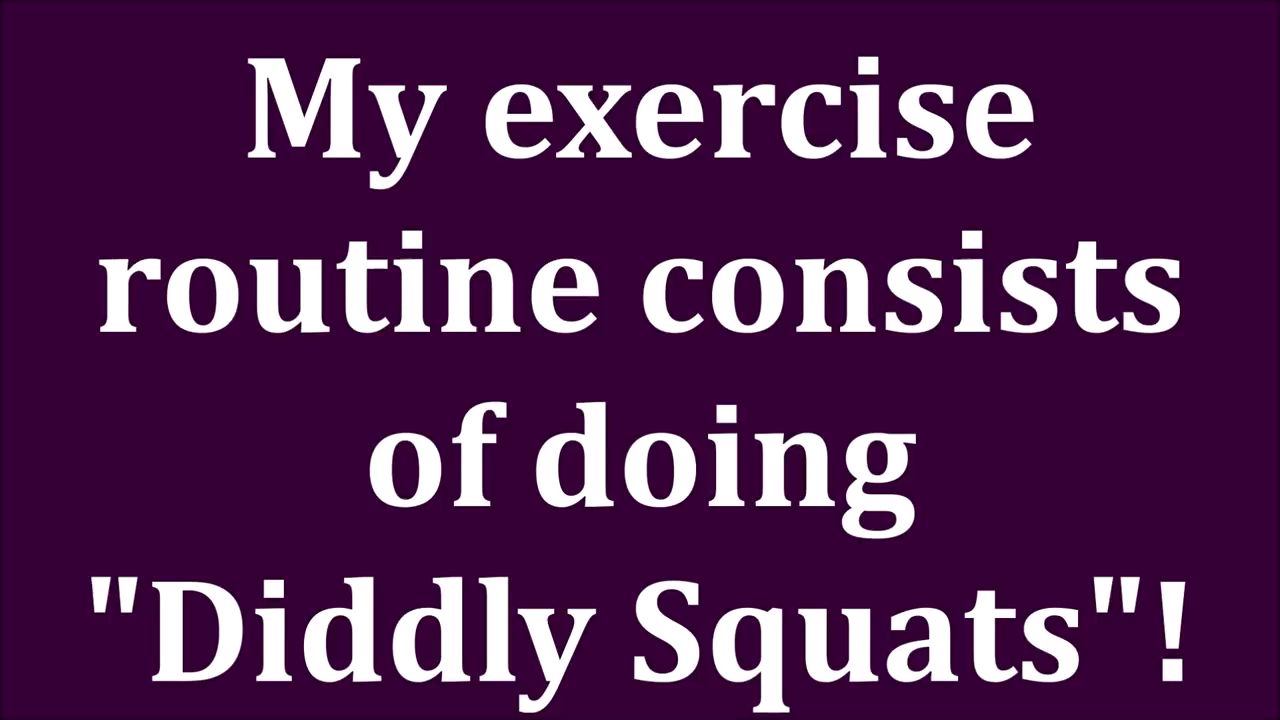 My exercise
routine consists
of doing
"Diddly Squats"!